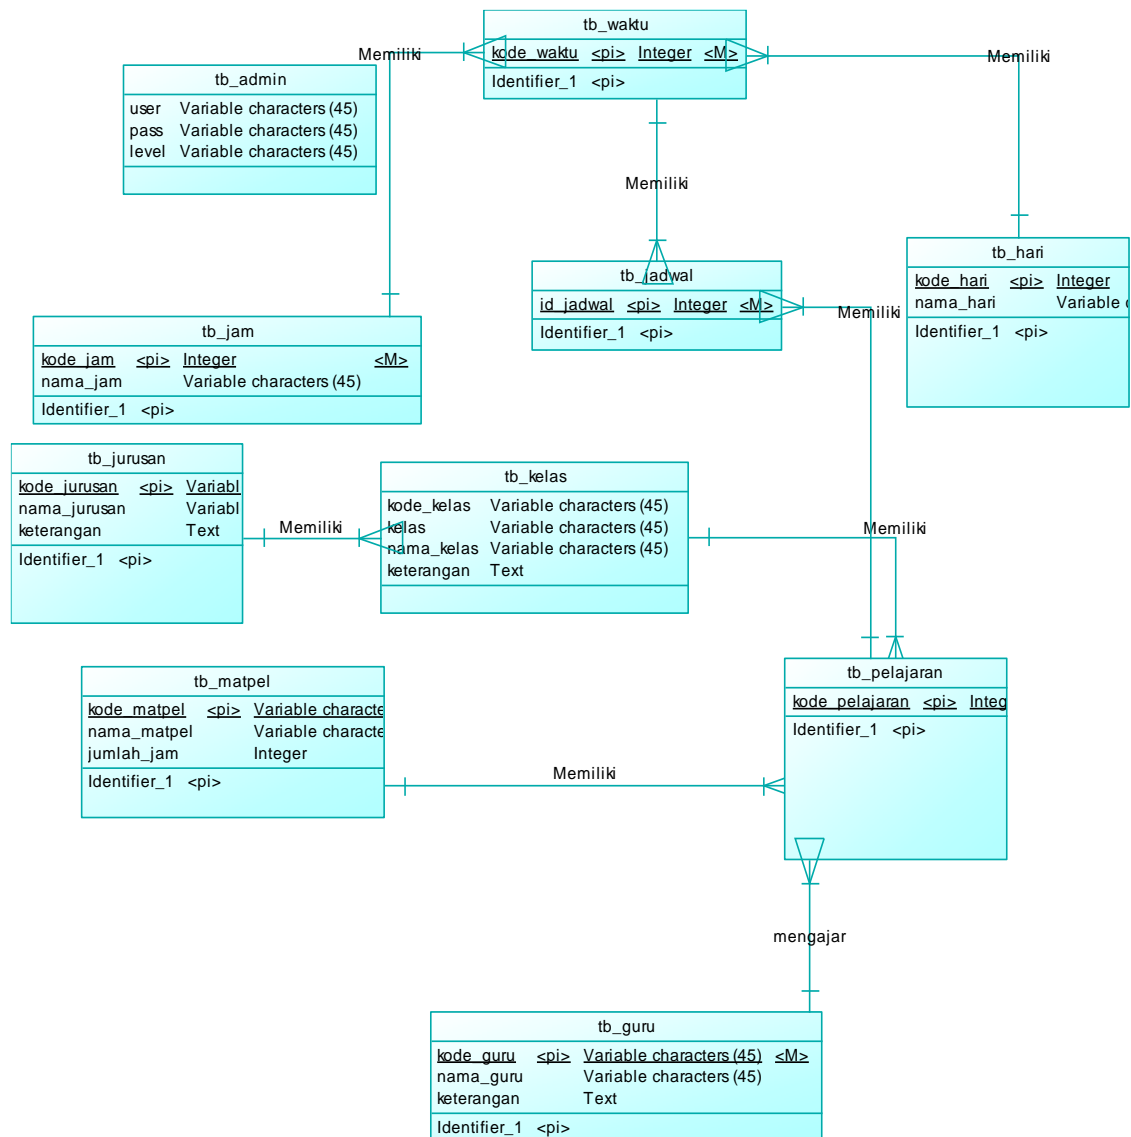 tb_waktu
kode_waktu <pi> Integer <M>
Identifier_1 <pi>
Memiliki
Memiliki
tb_admin
user Variable characters (45)
pass Variable characters (45)
level Variable characters (45)
Memiliki
tb_hari
kode_hari <pi> Integer
nama_hari Variable c
Identifier_1 <pi>
tb_jadwal
id_jadwal <pi> Integer <M>
Identifier_1 <pi>
Memiliki
tb_jam
kode_jam <pi> Integer <M>
nama_jam Variable characters (45)
Identifier_1 <pi>
tb_jurusan
kode_jurusan <pi> Variabl
nama_jurusan Variabl
keterangan Text
Identifier_1 <pi>
Memiliki
tb_kelas
kode_kelas Variable characters (45)
kelas Variable characters (45)
nama_kelas Variable characters (45)
keterangan Text
Memiliki
tb_matpel
kode_matpel <pi> Variable characte
nama_matpel Variable characte
jumlah_jam Integer
Identifier_1 <pi>
Memiliki
tb_pelajaran
kode_pelajaran <pi> Integ
Identifier_1 <pi>
mengajar
tb_guru
kode_guru <pi> Variable characters (45) <M>
nama_guru Variable characters (45)
keterangan Text
Identifier_1 <pi>